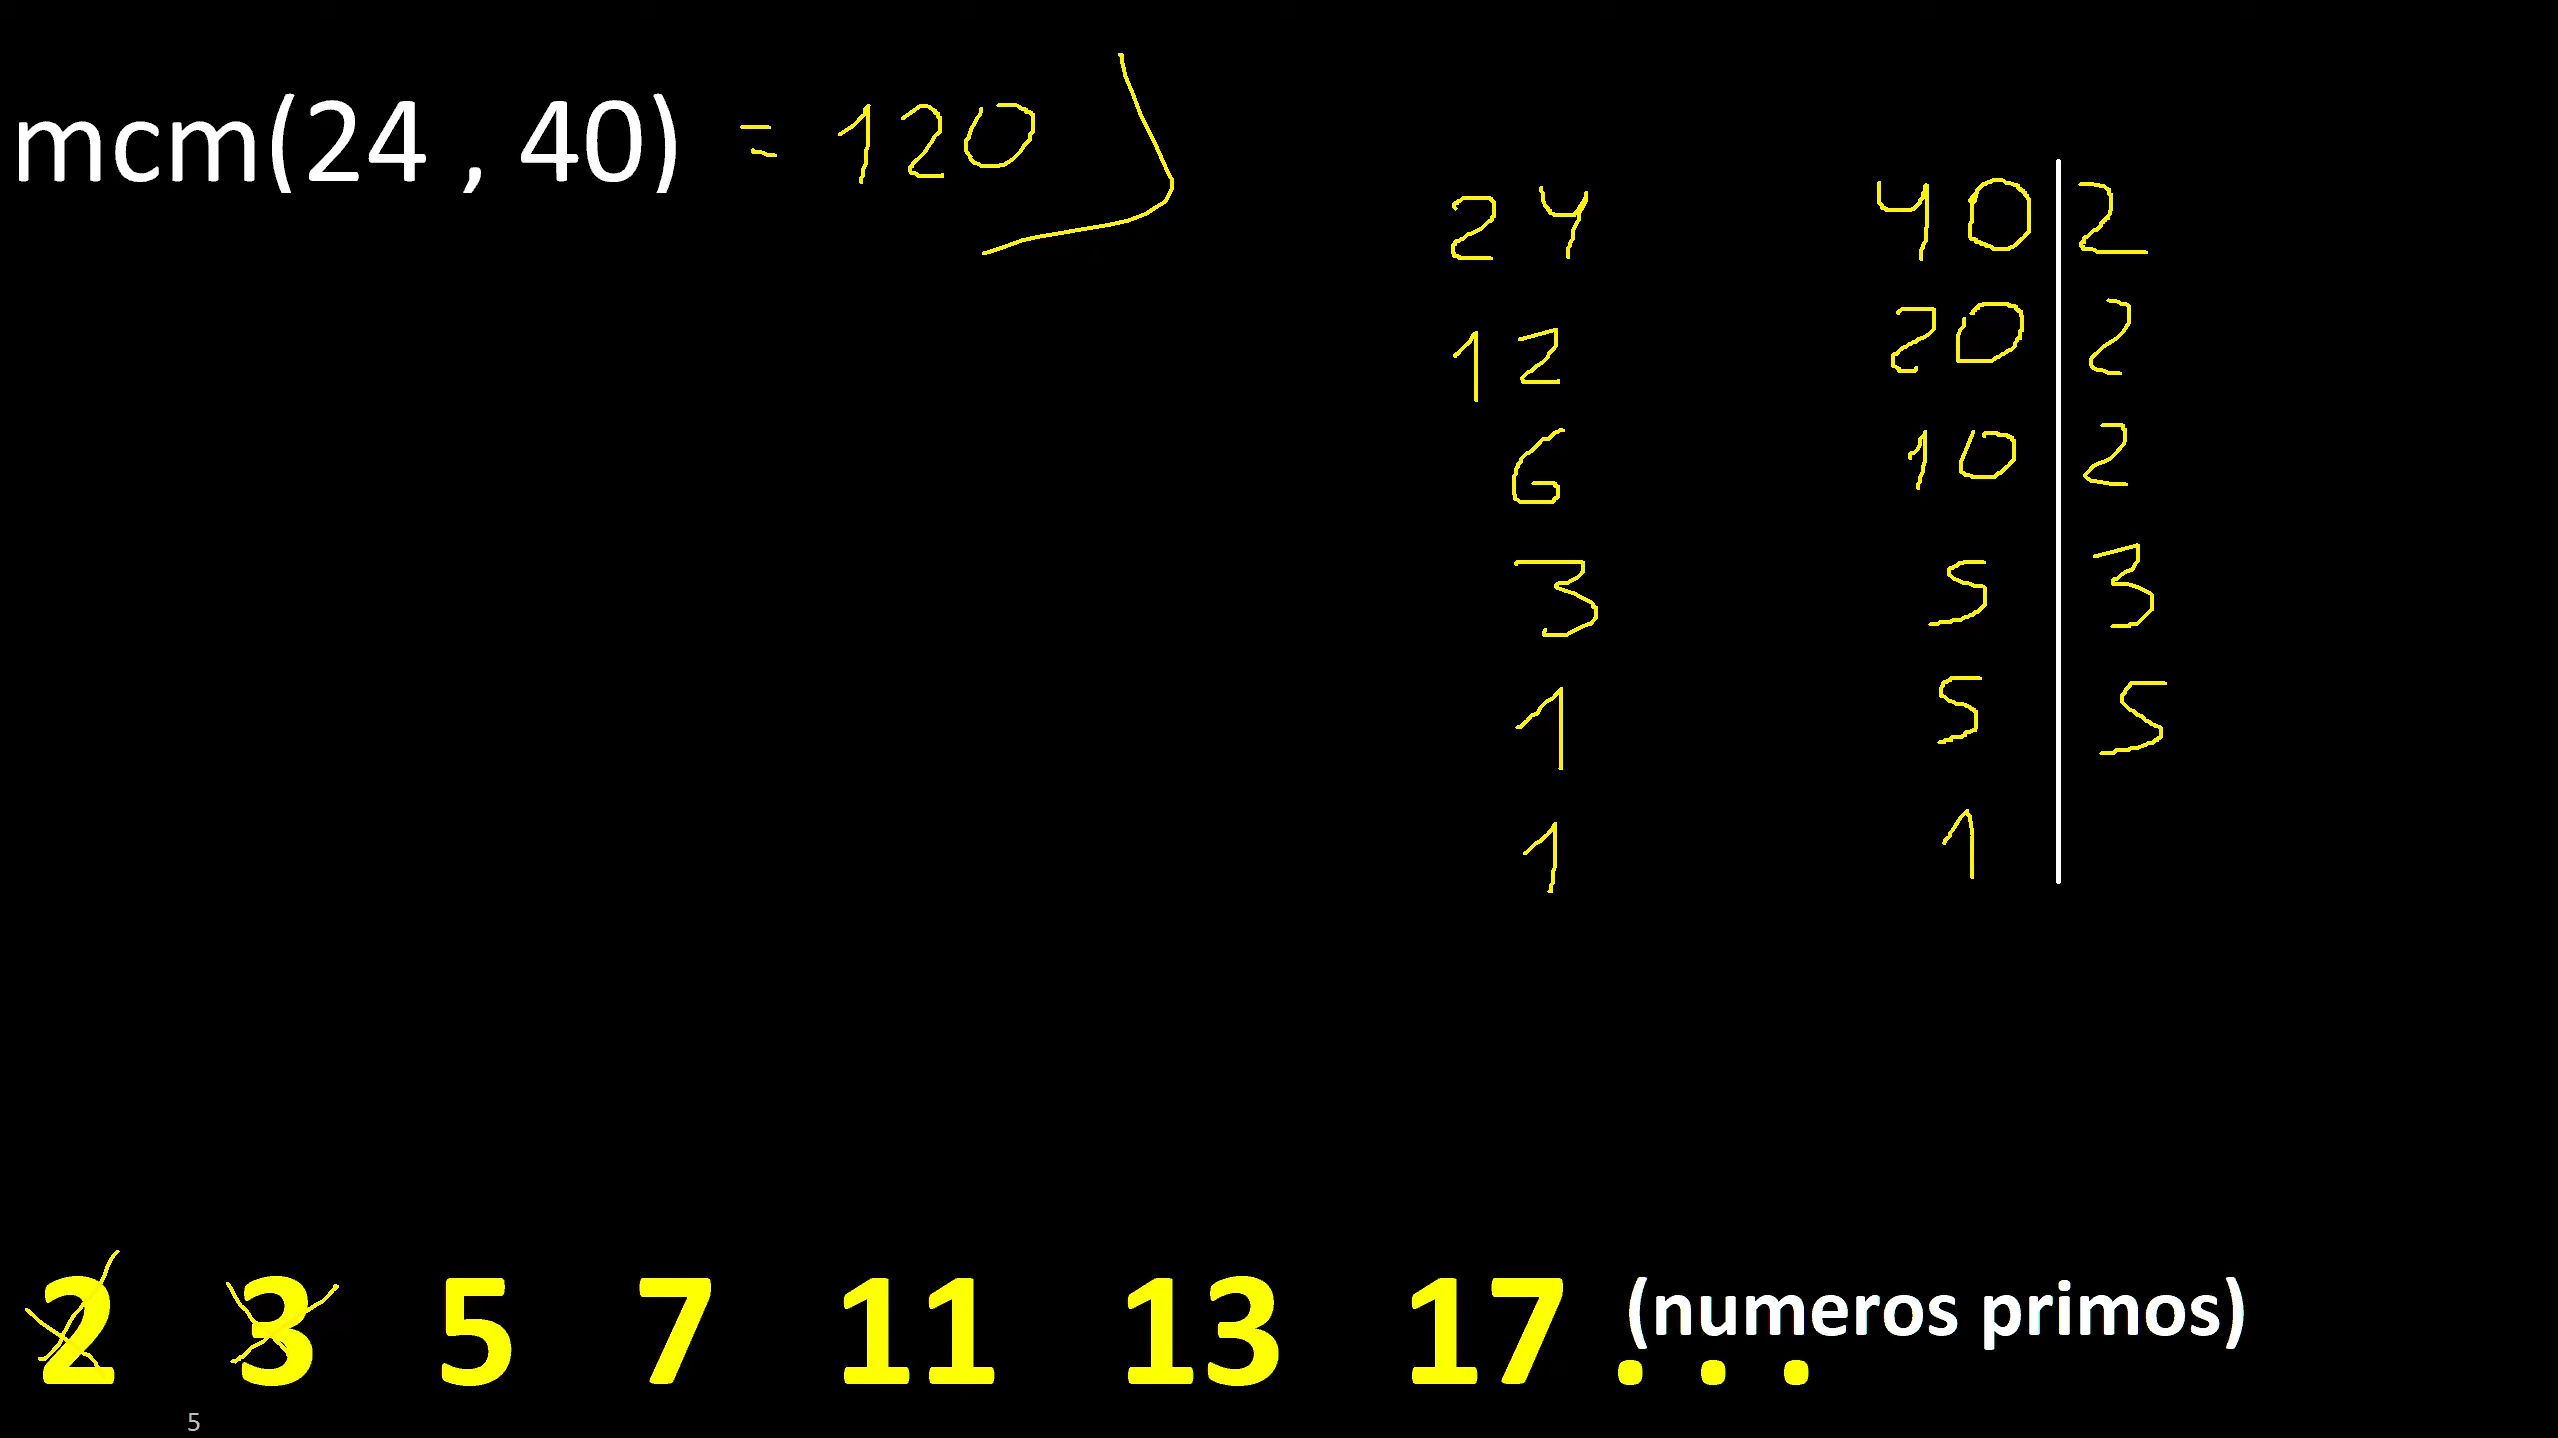 mcm(24 , 40) = 120
24 40 2
12 20 2
6 10 2
3 5 3
1 5 5
1 1
2 3 5 7 11 13 17 . . . (numeros primos)
5